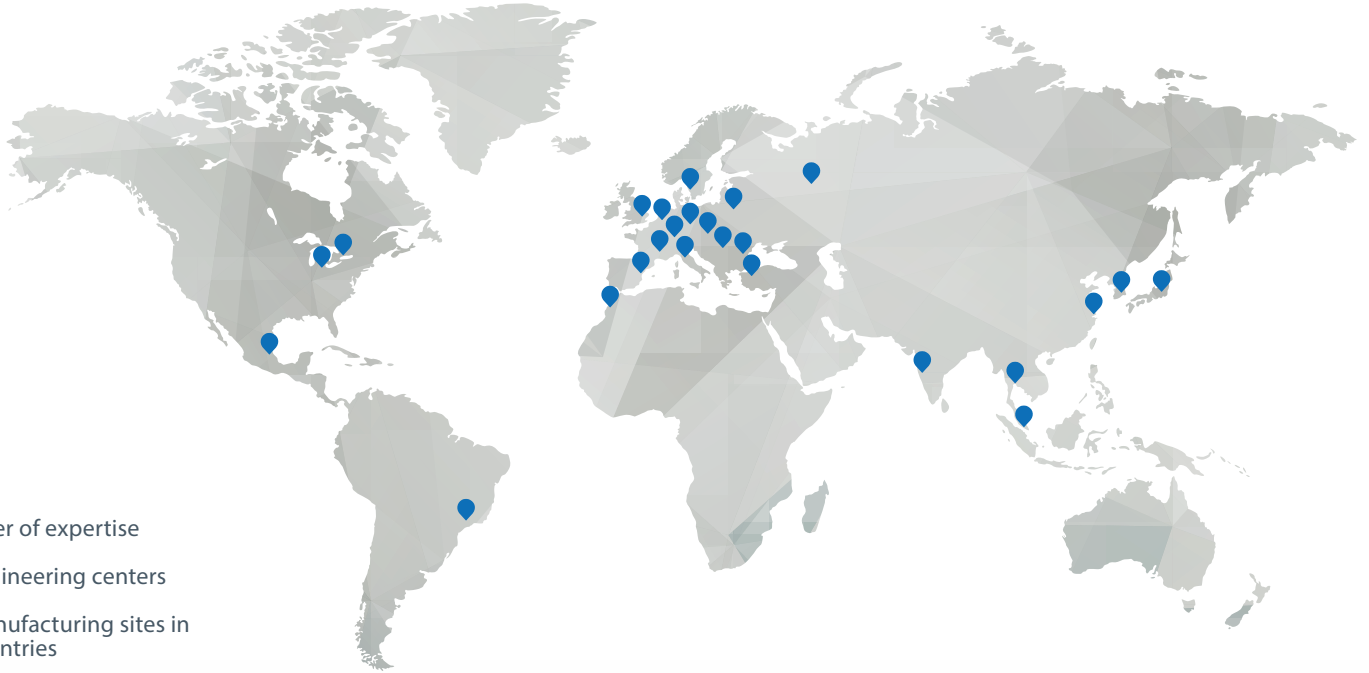 er of expertise
ineering centers
nufacturing sites in
ntries